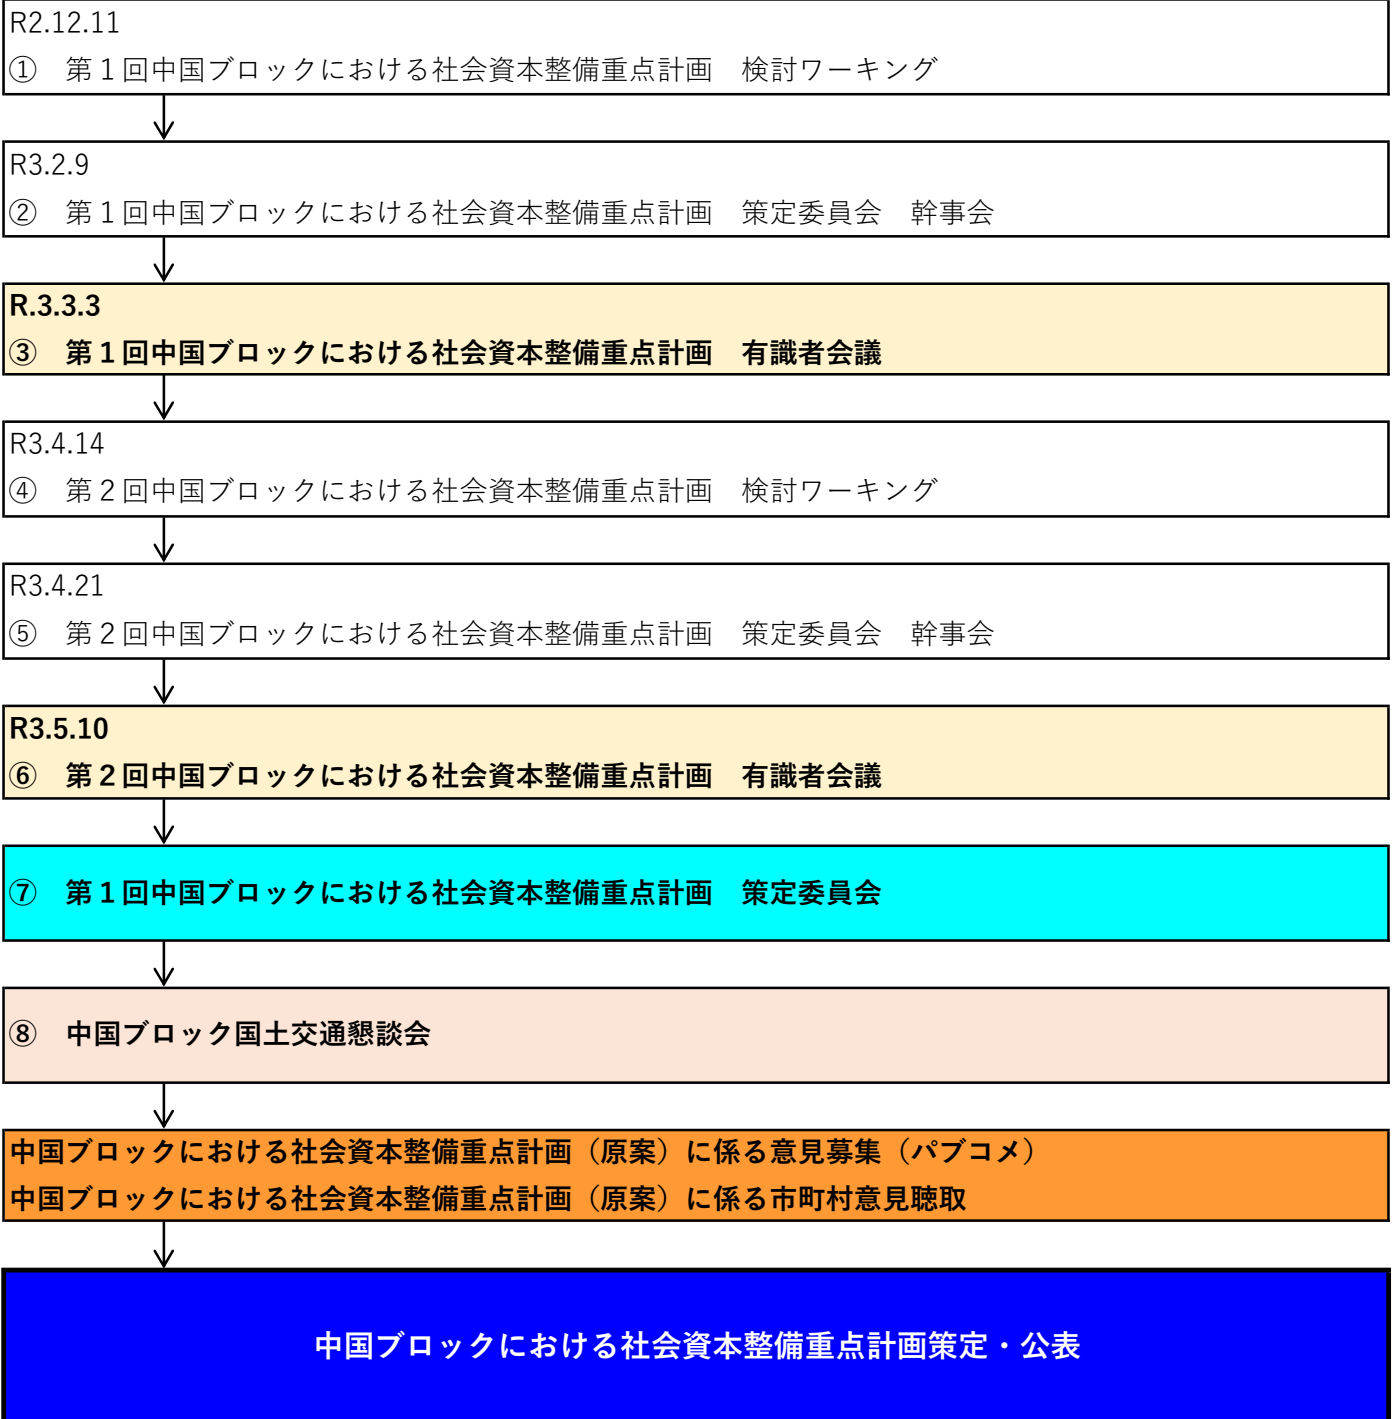 R2.12.11
①　第１回中国ブロックにおける社会資本整備重点計画　検討ワーキング
R3.2.9
②　第１回中国ブロックにおける社会資本整備重点計画　策定委員会　幹事会
R.3.3.3
③　第１回中国ブロックにおける社会資本整備重点計画　有識者会議
R3.4.14
④　第２回中国ブロックにおける社会資本整備重点計画　検討ワーキング
R3.4.21
⑤　第２回中国ブロックにおける社会資本整備重点計画　策定委員会　幹事会
R3.5.10
⑥　第２回中国ブロックにおける社会資本整備重点計画　有識者会議
⑦　第１回中国ブロックにおける社会資本整備重点計画　策定委員会
⑧　中国ブロック国土交通懇談会
中国ブロックにおける社会資本整備重点計画（原案）に係る意見募集（パブコメ）
中国ブロックにおける社会資本整備重点計画（原案）に係る市町村意見聴取
中国ブロックにおける社会資本整備重点計画策定・公表